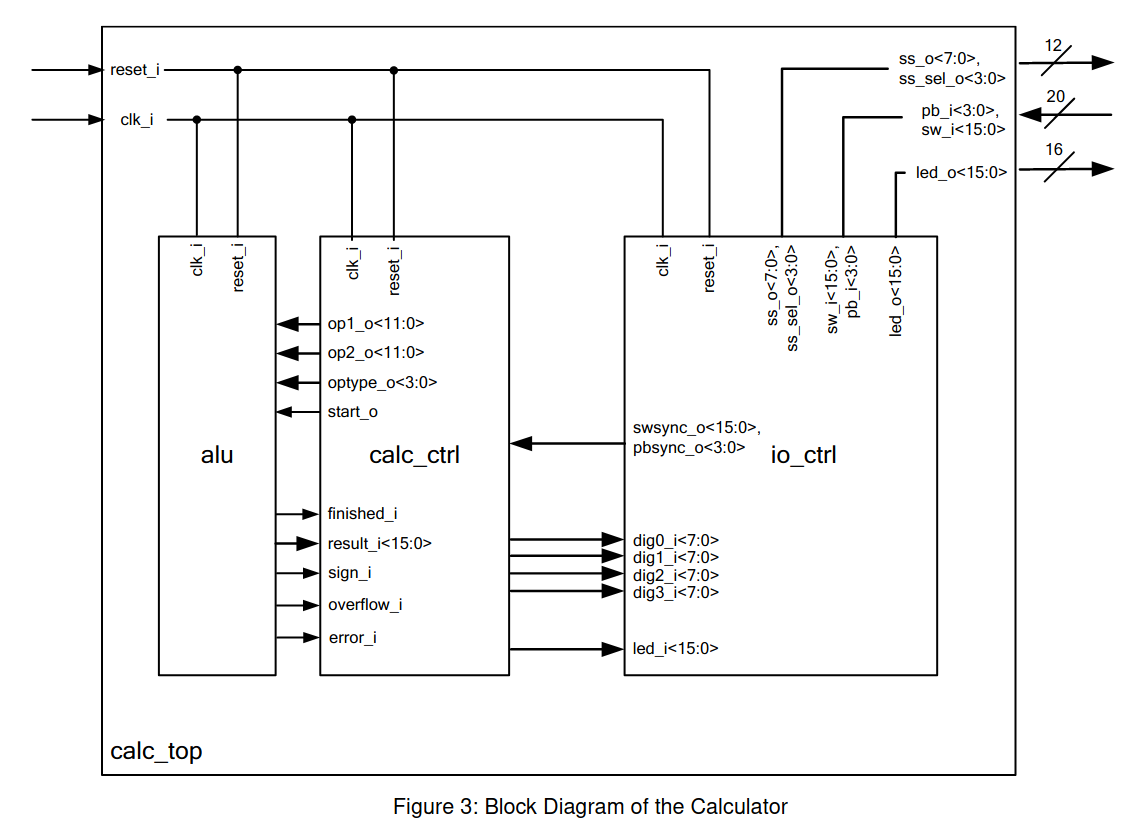 reset_i
clk_i
ss_o<7:0>,
ss_sel_o<3:0>
12
pb_i<3:0>,
sw_i<15:0>
20
led_o<15:0>
16
clk_i
reset_i
clk_i
reset_i
clk_i
reset_i
ss_o<7:0>,
ss_sel_o<3:0>
sw_i<15:0>,
pb_i<3:0>
led_o<15:0>
op1_o<11:0>
op2_o<11:0>
optype_o<3:0>
start_o
alu
calc_ctrl
swsync_o<15:0>,
pbsync_o<3:0>
io_ctrl
finished_i
result_i<15:0>
sign_i
overflow_i
error_i
dig0_i<7:0>
dig1_i<7:0>
dig2_i<7:0>
dig3_i<7:0>
led_i<15:0>
calc_top
Figure 3: Block Diagram of the Calculator